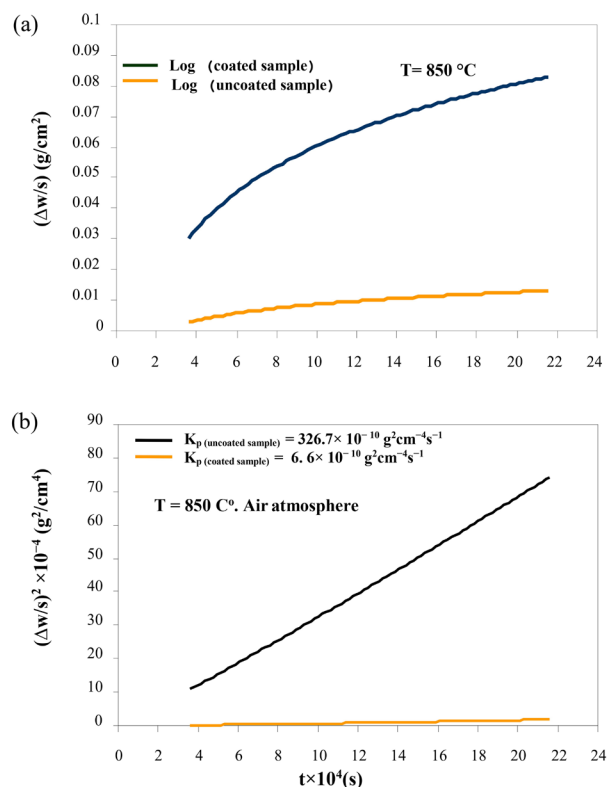 (a)
0.1
0.09
0.08
0.07
0.06
0.05
0.04
0.03
0.02
0.01
0
(Δw/s) (g/cm²)
Log (coated sample)
Log (uncoated sample)
T= 850 °C
0 2 4 6 8 10 12 14 16 18 20 22 24
(b)
90
80
70
60
50
40
30
20
10
0
(Δw/s)² ×10⁻⁴ (g²/cm⁴)
Kp (uncoated sample) = 326.7× 10⁻¹⁰ g²cm⁻⁴s⁻¹
Kp (coated sample) = 6. 6× 10⁻¹⁰ g²cm⁻⁴s⁻¹
T = 850 Cº. Air atmosphere
0 2 4 6 8 10 12 14 16 18 20 22 24
t×10⁴(s)